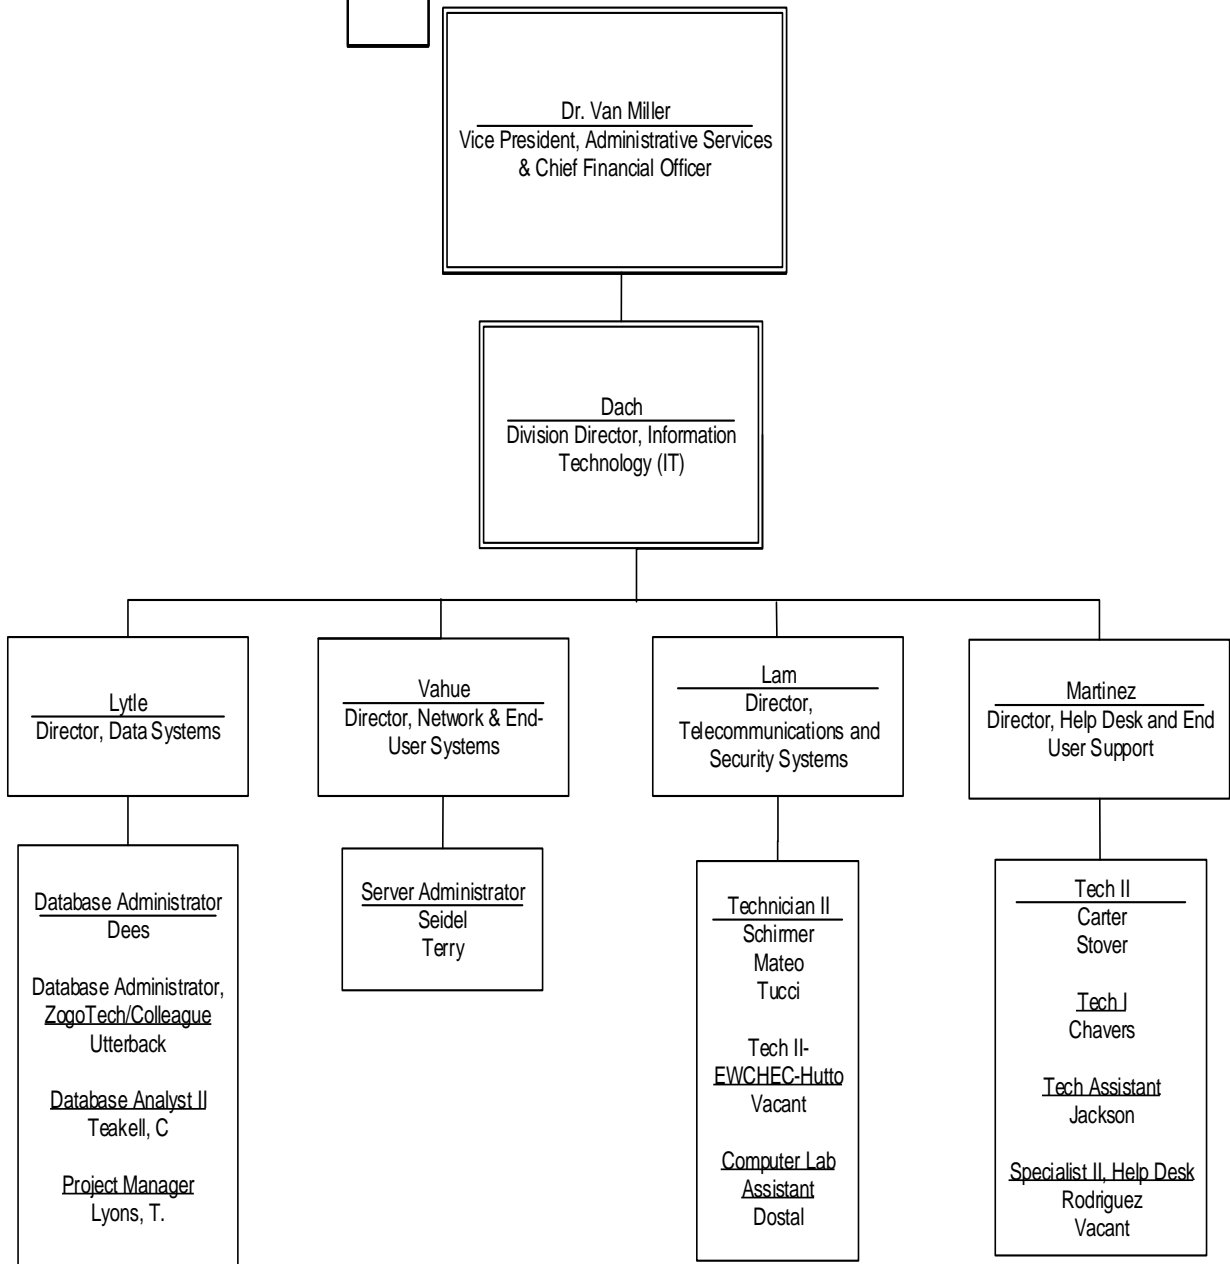 Dr. Van Miller
Vice President, Administrative Services
& Chief Financial Officer
Dach
Division Director, Information
Technology (IT)
Lytle
Director, Data Systems
Vahue
Director, Network & End-
User Systems
Lam
Director,
Telecommunications and
Security Systems
Martinez
Director, Help Desk and End
User Support
Database Administrator
Dees
Database Administrator,
ZogoTech/Colleague
Utterback
Database Analyst II
Teakell, C
Project Manager
Lyons, T.
Server Administrator
Seidel
Terry
Technician II
Schirmer
Mateo
Tucci
Tech II-
EWCHEC-Hutto
Vacant
Computer Lab
Assistant
Dostal
Tech II
Carter
Stover
Tech I
Chavers
Tech Assistant
Jackson
Specialist II, Help Desk
Rodriguez
Vacant